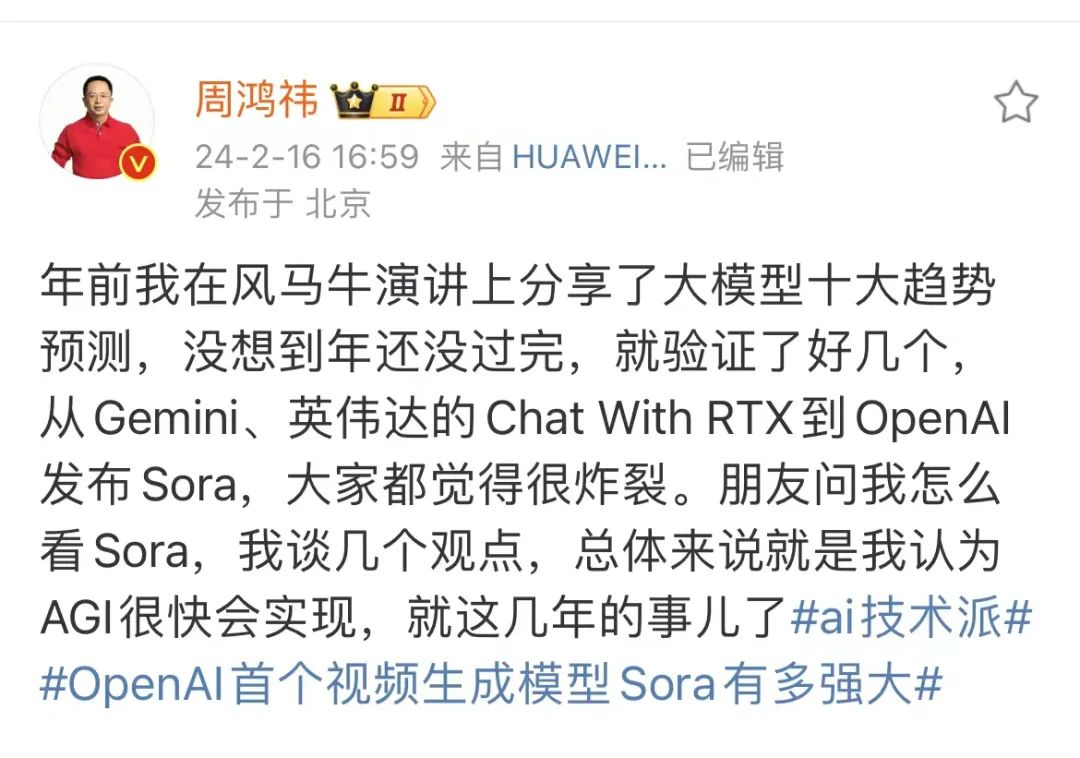 周鸿祎 II
24-2-16 16:59 来自 HUAWEI... 已编辑
发布于 北京
年前我在风马牛演讲上分享了大模型十大趋势
预测，没想到年还没过完，就验证了好几个，
从Gemini、英伟达的Chat With RTX到OpenAI
发布Sora，大家都觉得很炸裂。朋友问我怎么
看Sora，我谈几个观点，总体来说就是我认为
AGI很快会实现，就这几年的事儿了#ai技术派#
#OpenAI首个视频生成模型Sora有多强大#